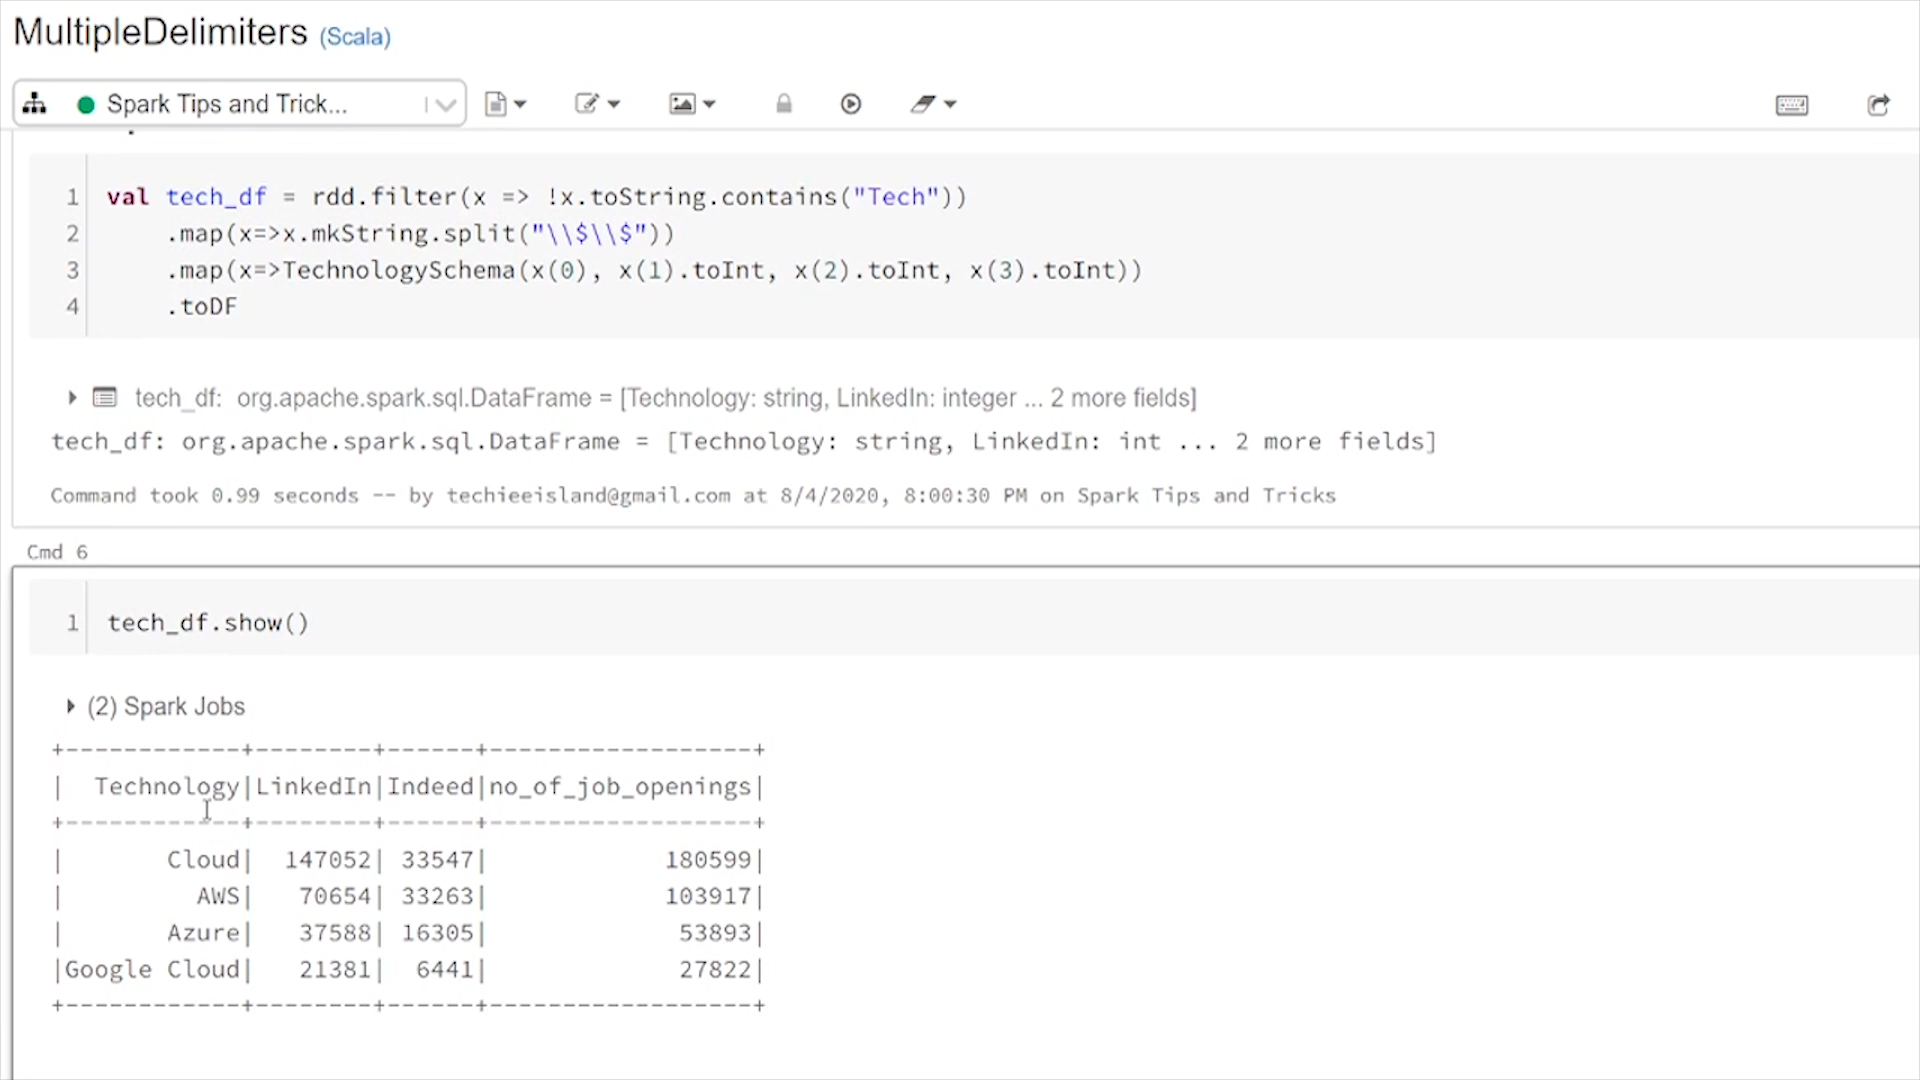 MultipleDelimiters (Scala)
Spark Tips and Trick...
1 val tech_df = rdd.filter(x => !x.toString.contains("Tech"))
2 .map(x=>x.mkString.split("\\$\\$"))
3 .map(x=>TechnologySchema(x(0), x(1).toInt, x(2).toInt, x(3).toInt))
4 .toDF
tech_df: org.apache.spark.sql.DataFrame = [Technology: string, LinkedIn: integer ... 2 more fields]
tech_df: org.apache.spark.sql.DataFrame = [Technology: string, LinkedIn: int ... 2 more fields]
Command took 0.99 seconds -- by techieeisland@gmail.com at 8/4/2020, 8:00:30 PM on Spark Tips and Tricks
Cmd 6
1 tech_df.show()
(2) Spark Jobs
+------------+--------+------+------------------+
|  Technology|LinkedIn|Indeed|no_of_job_openings|
+------------+--------+------+------------------+
|       Cloud|  147052| 33547|            180599|
|         AWS|   70654| 33263|            103917|
|       Azure|   37588| 16305|             53893|
|Google Cloud|   21381|  6441|             27822|
+------------+--------+------+------------------+